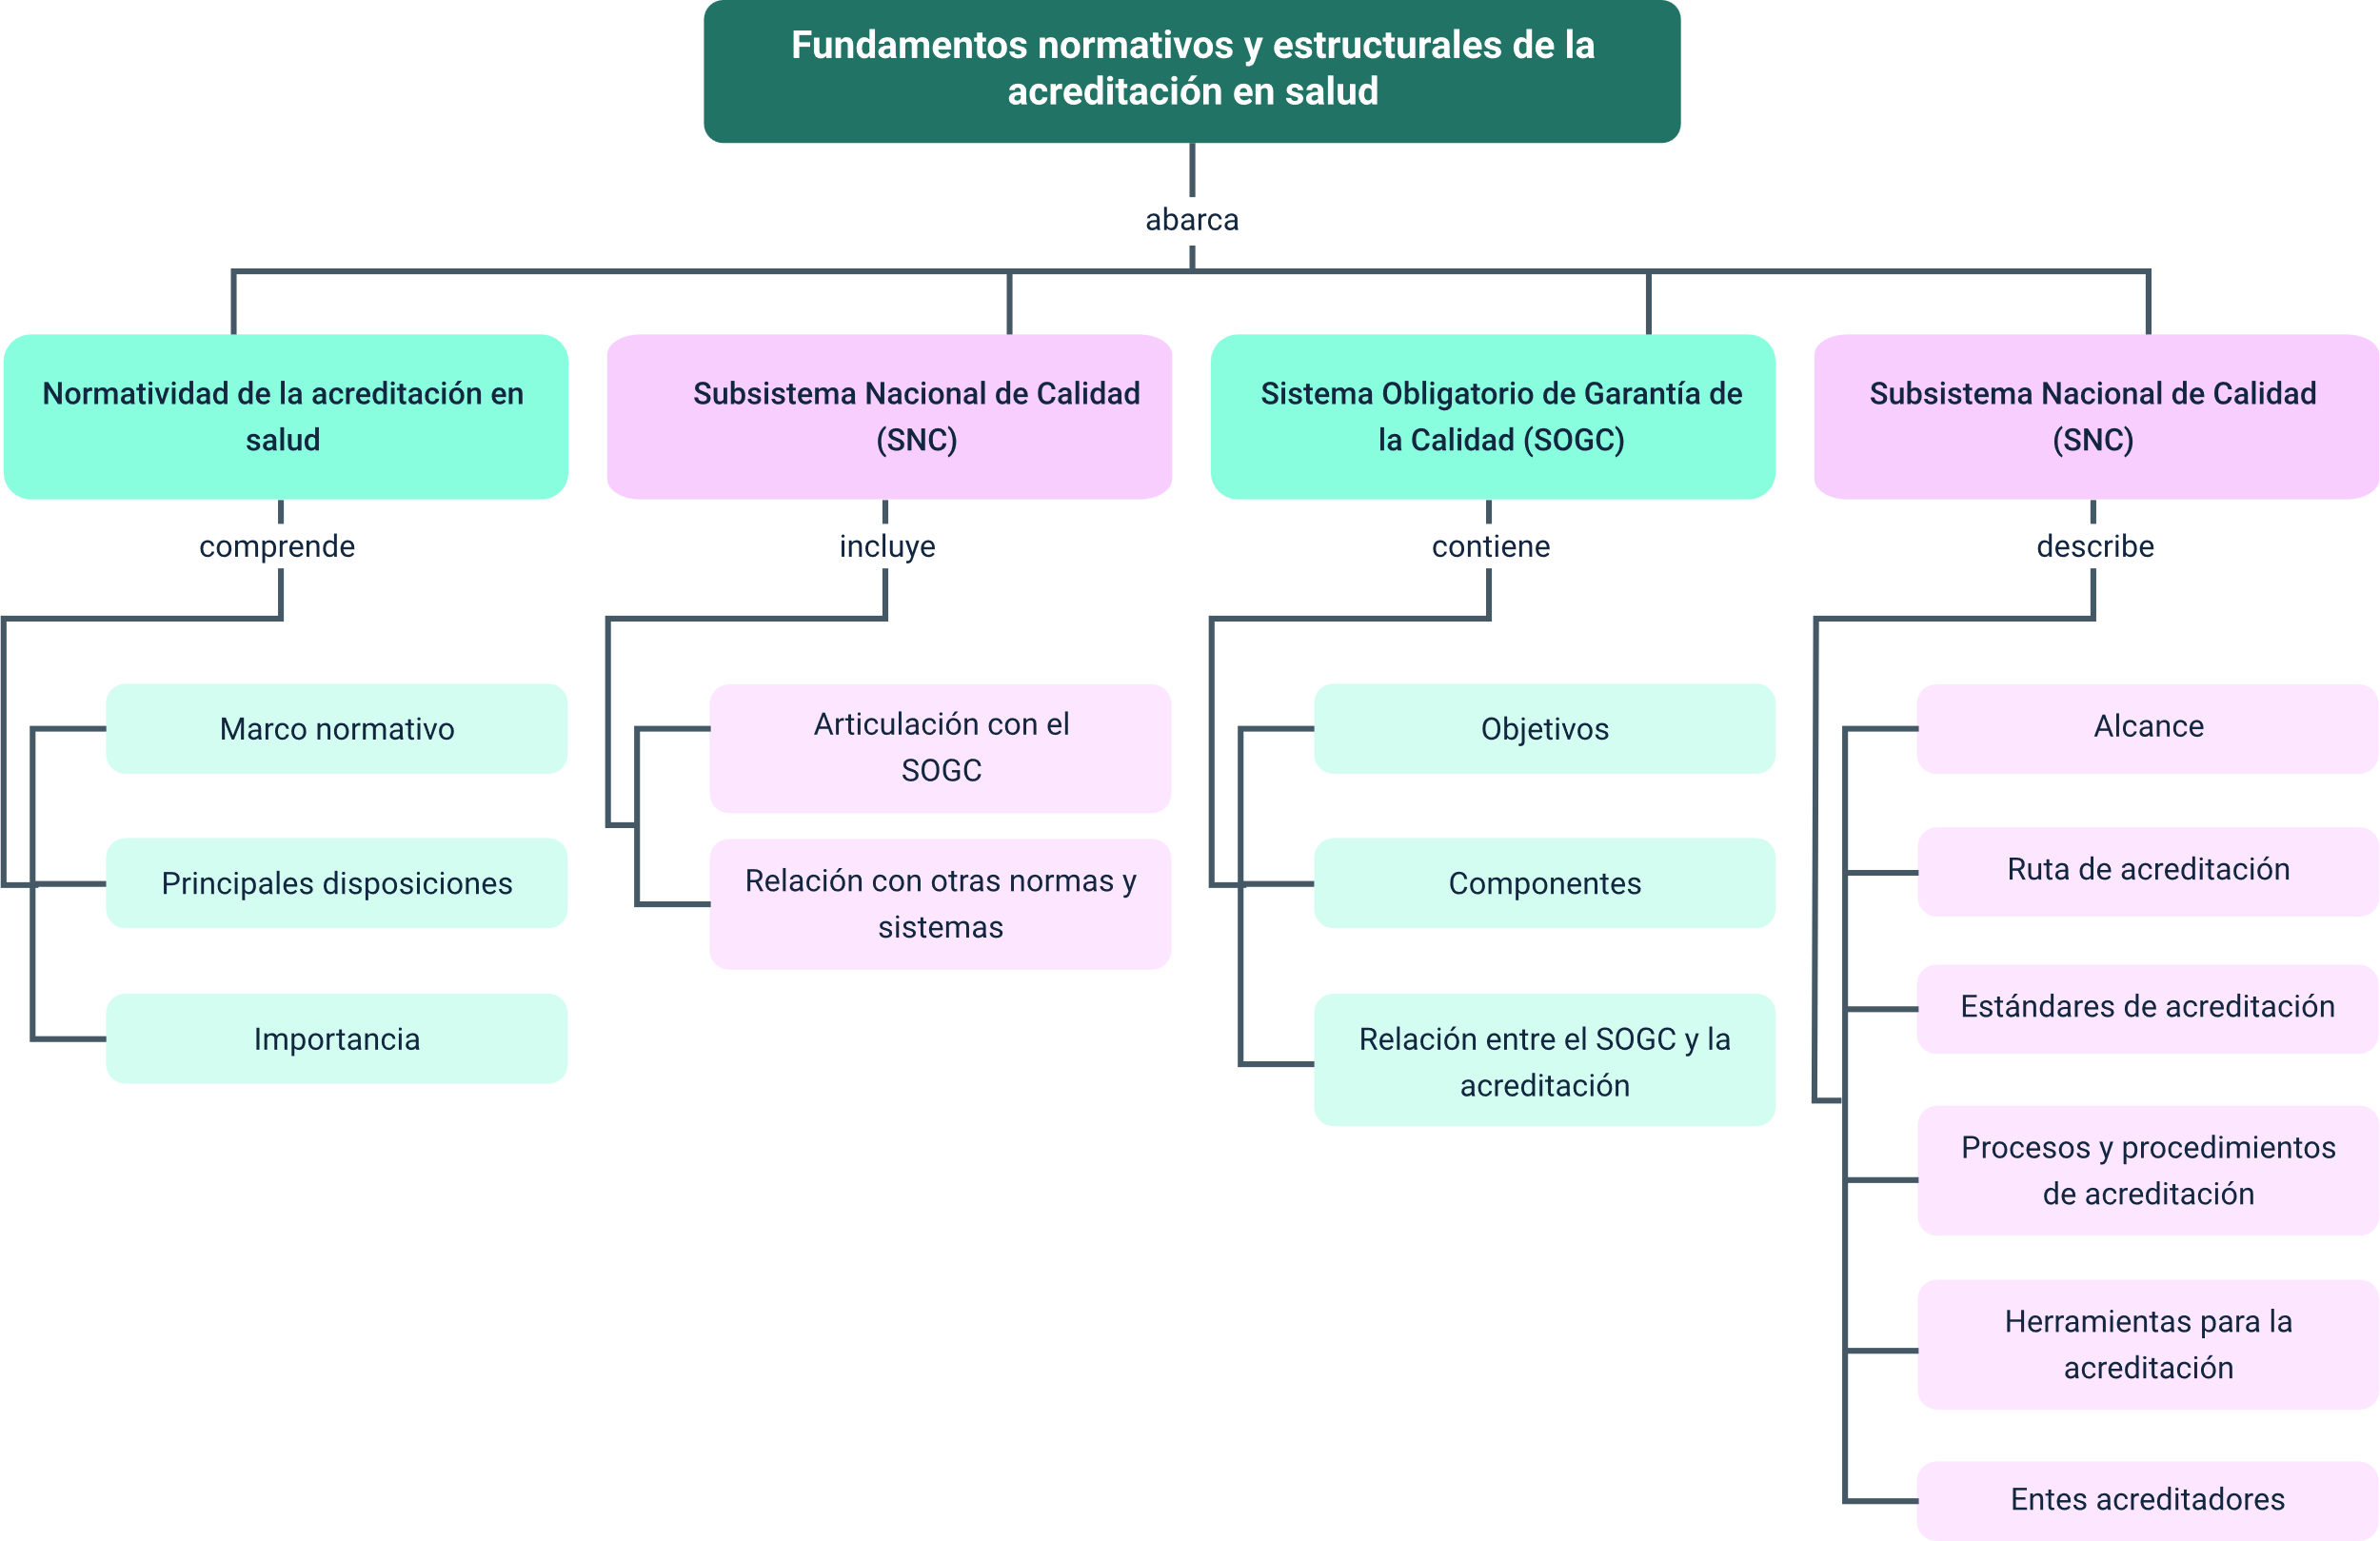 Fundamentos normativos y estructurales de la
acreditación en salud
abarca
Normatividad de la acreditación en
salud
comprende
Marco normativo
Principales disposiciones
Importancia
Subsistema Nacional de Calidad
(SNC)
incluye
Articulación con el
SOGC
Relación con otras normas y
sistemas
Sistema Obligatorio de Garantía de
la Calidad (SOGC)
contiene
Objetivos
Componentes
Relación entre el SOGC y la
acreditación
Subsistema Nacional de Calidad
(SNC)
describe
Alcance
Ruta de acreditación
Estándares de acreditación
Procesos y procedimientos
de acreditación
Herramientas para la
acreditación
Entes acreditadores